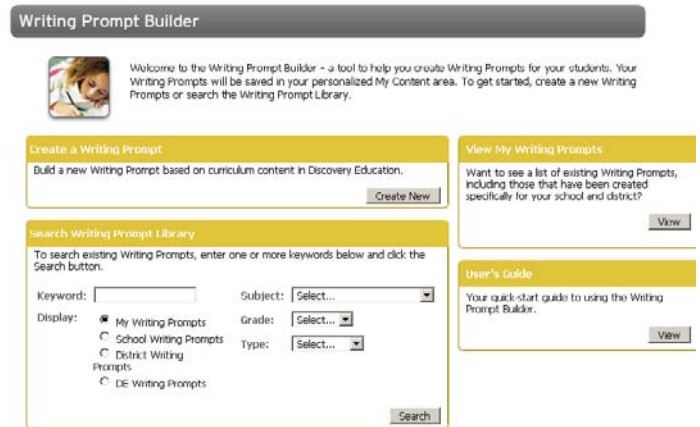 Writing Prompt Builder
Welcome to the Writing Prompt Builder - a tool to help you create Writing Prompts for your students. Your
Writing Prompts will be saved in your personalized My Content area. To get started, create a new Writing
Prompts or search the Writing Prompt Library.
Create a Writing Prompt
Build a new Writing Prompt based on curriculum content in Discovery Education.
Create New
Search Writing Prompt Library
To search existing Writing Prompts, enter one or more keywords below and click the
Search button.
Keyword:
Subject: Select...
Display:
My Writing Prompts
Grade: Select...
School Writing Prompts
Type: Select...
District Writing
Prompts
DE Writing Prompts
Search
View My Writing Prompts
Want to see a list of existing Writing Prompts,
including those that have been created
specifically for your school and district?
View
User's Guide
Your quick-start guide to using the Writing
Prompt Builder.
View